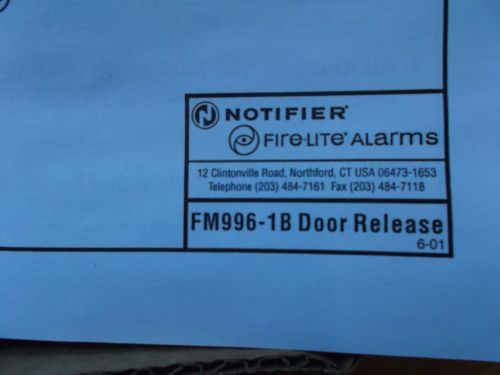 NOTIFIER®
FIRE·LITE® ALARMS
12 Clintonville Road, Northford, CT USA 06473-1653
Telephone (203) 484-7161 Fax (203) 484-7118
FM996-1B Door Release
6-01